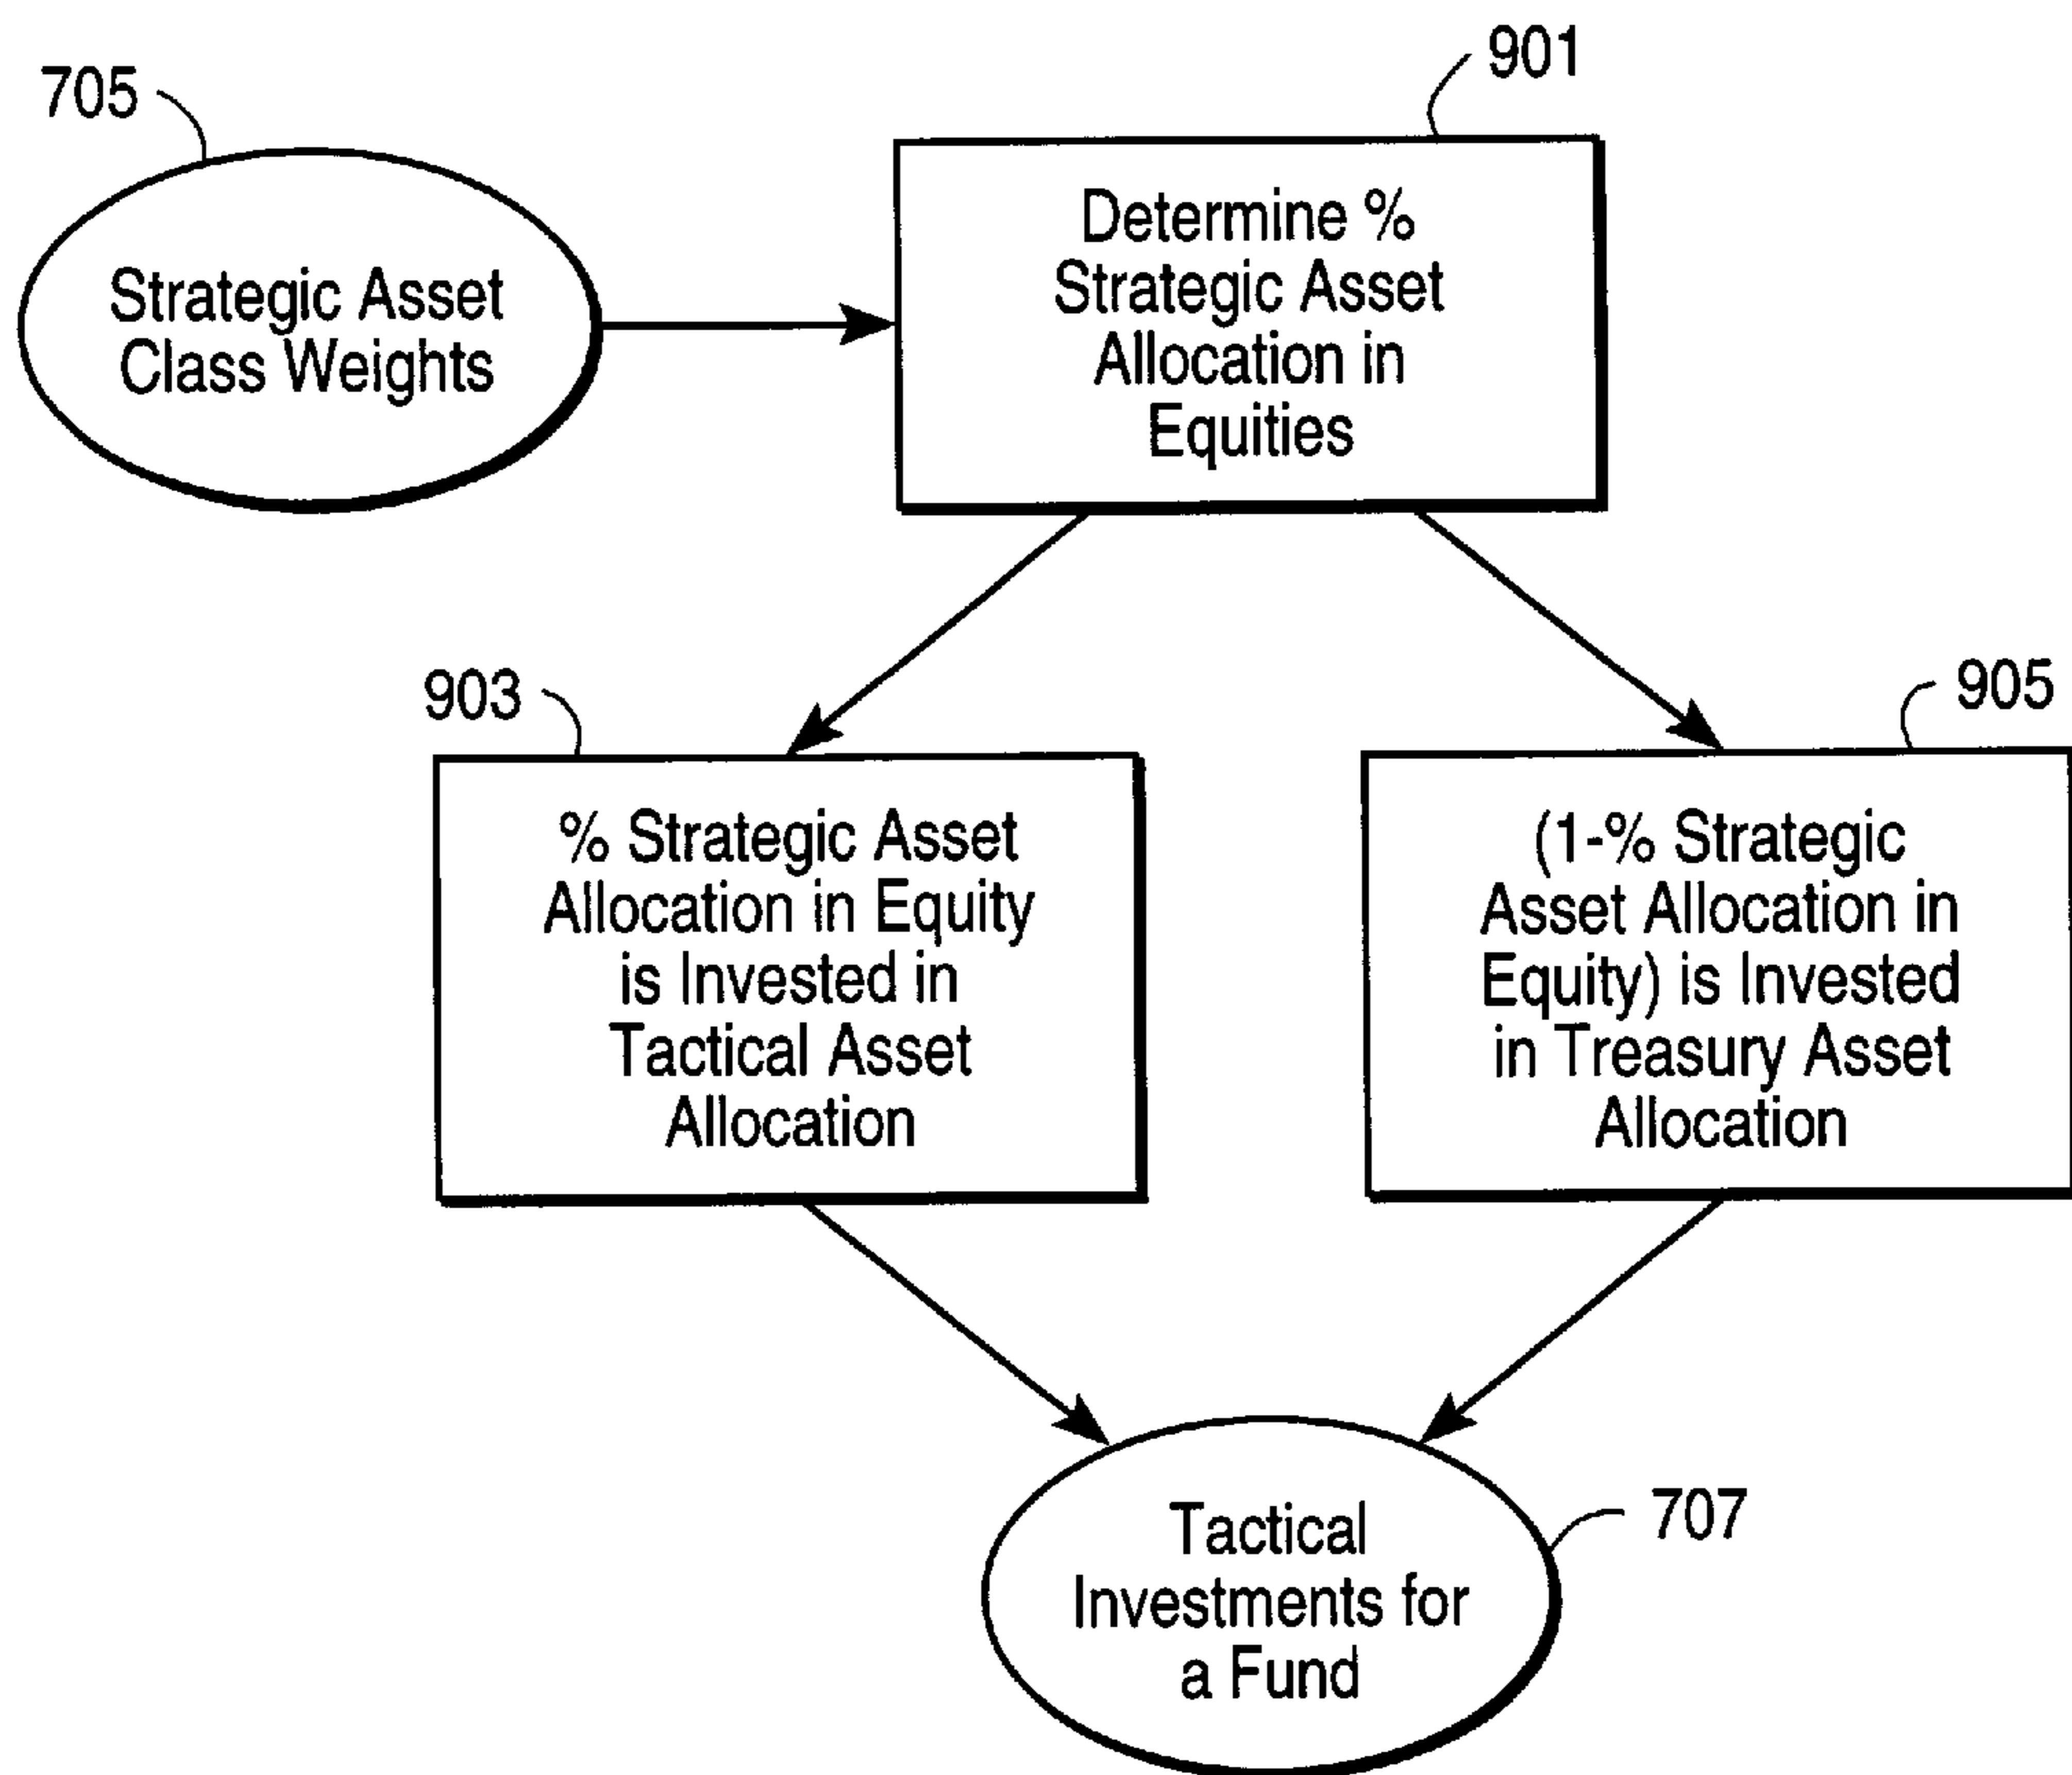 705
901
Strategic Asset
Class Weights
Determine %
Strategic Asset
Allocation in
Equities
903
905
% Strategic Asset
Allocation in Equity
is Invested in
Tactical Asset
Allocation
(1-% Strategic
Asset Allocation in
Equity) is Invested
in Treasury Asset
Allocation
Tactical
Investments for
a Fund
707